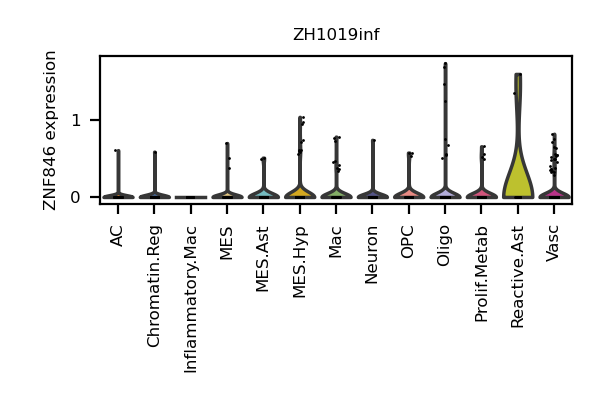 ZH1019inf
ZNF846 expression
1
0
AC
Chromatin.Reg
Inflammatory.Mac
MES
MES.Ast
MES.Hyp
Mac
Neuron
OPC
Oligo
Prolif.Metab
Reactive.Ast
Vasc